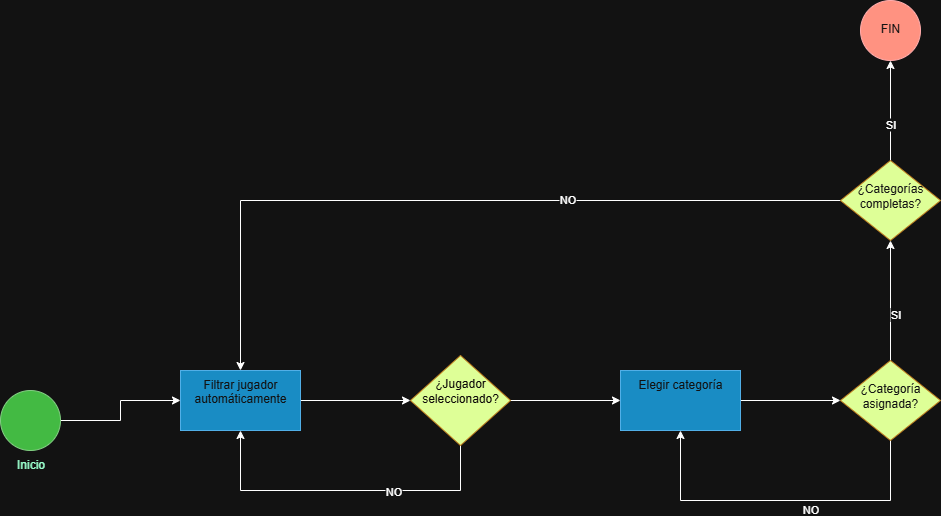 FIN
SI
¿Categorías
completas?
NO
SI
Filtrar jugador
automáticamente
¿Jugador
seleccionado?
Elegir categoría
¿Categoría
asignada?
Inicio
NO
NO